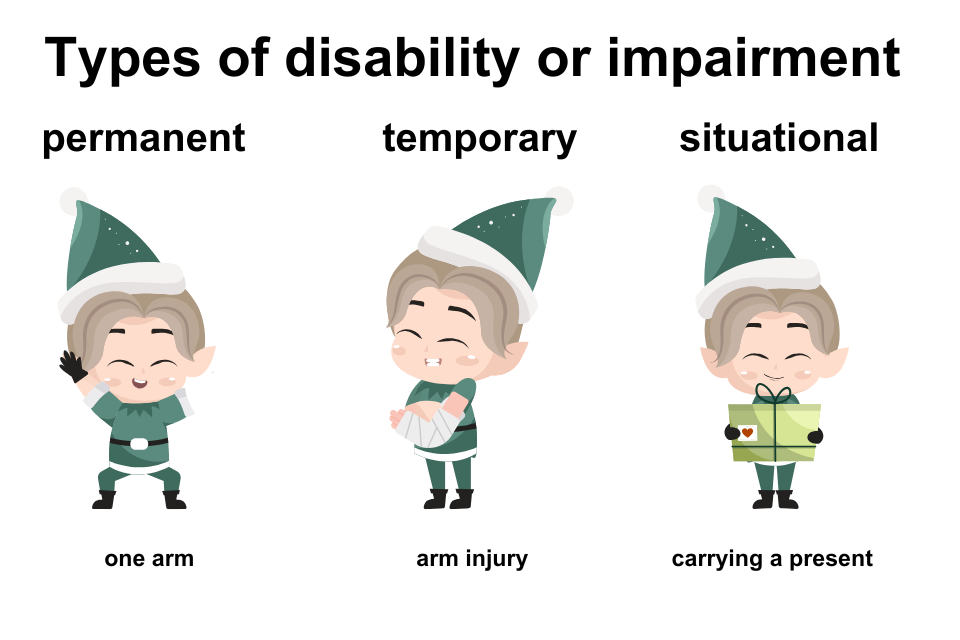 Types of disability or impairment
permanent temporary situational
one arm arm injury carrying a present